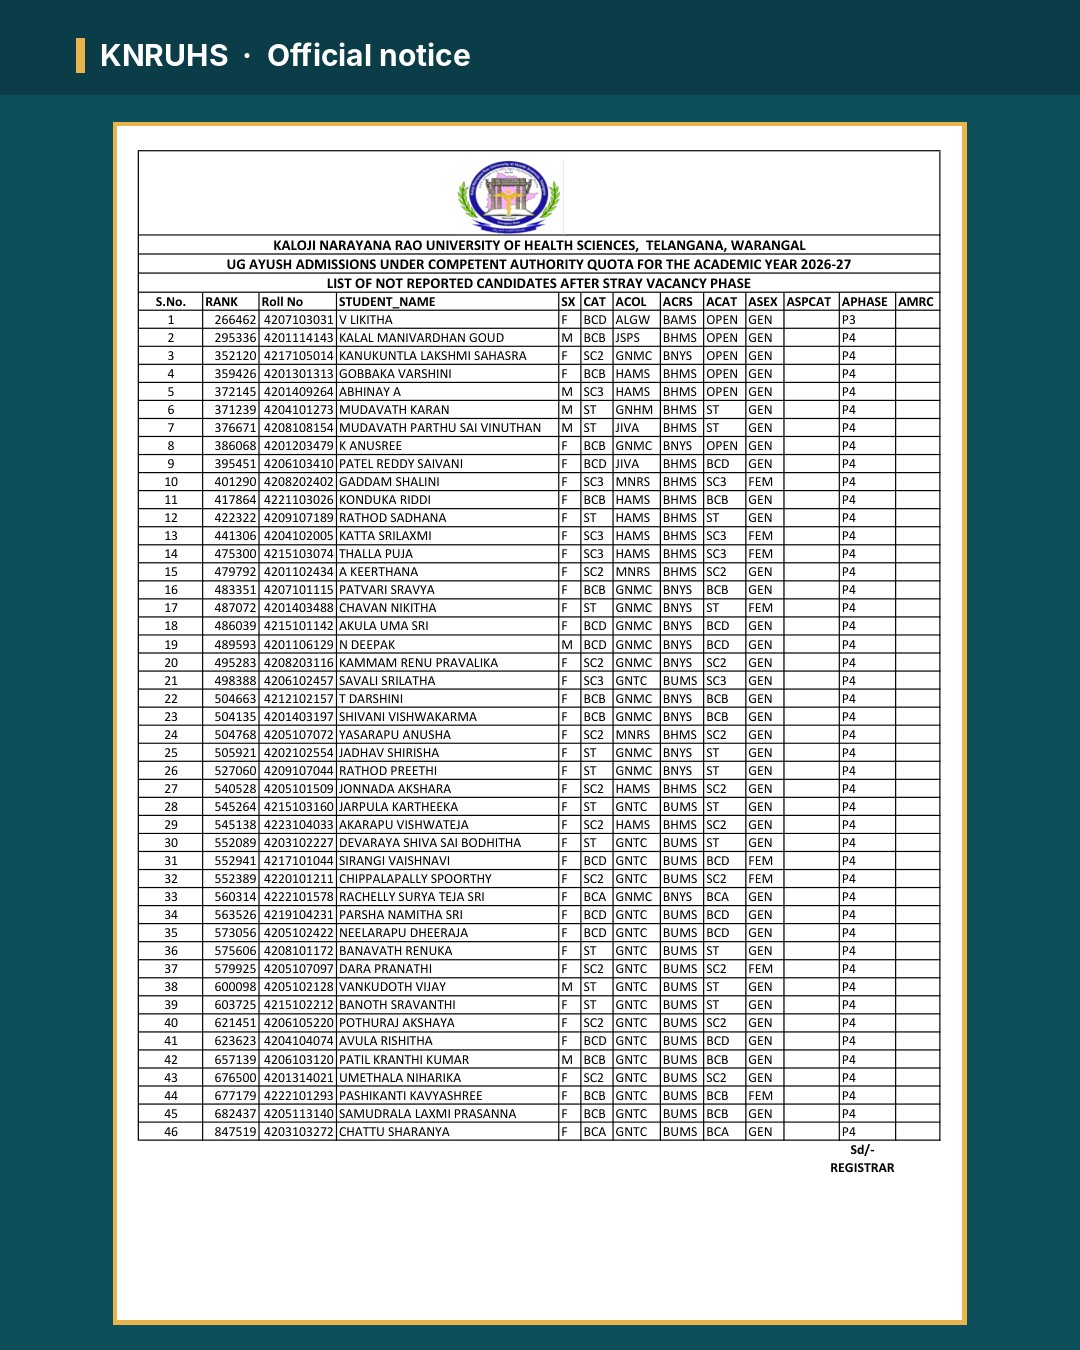 KNRUHS · Official notice
KALOJI NARAYANA RAO UNIVERSITY OF HEALTH SCIENCES, TELANGANA, WARANGAL
UG AYUSH ADMISSIONS UNDER COMPETENT AUTHORITY QUOTA FOR THE ACADEMIC YEAR 2026-27
LIST OF NOT REPORTED CANDIDATES AFTER STRAY VACANCY PHASE
S.No. RANK Roll No STUDENT_NAME SX CAT ACOL ACRS ACAT ASEX ASPCAT APHASE AMRC
1 266462 4207103031 V LIKITHA F BCD ALGW BAMS OPEN GEN P3
2 295336 4201114143 KALAL MANIVARDHAN GOUD M BCB JSPS BHMS OPEN GEN P4
3 352120 4217105014 KANUKUNTLA LAKSHMI SAHASRA F SC2 GNMC BNYS OPEN GEN P4
4 359426 4201301313 GOBBAKA VARSHINI F BCB HAMS BHMS OPEN GEN P4
5 372145 4201409264 ABHINAY A M SC3 HAMS BHMS OPEN GEN P4
6 371239 4204101273 MUDAVATH KARAN M ST GNHM BHMS ST GEN P4
7 376671 4208108154 MUDAVATH PARTHU SAI VINUTHAN M ST JIVA BHMS ST GEN P4
8 386068 4201203479 K ANUSREE F BCB GNMC BNYS OPEN GEN P4
9 395451 4206103410 PATEL REDDY SAIVANI F BCD JIVA BHMS BCD GEN P4
10 401290 4208202402 GADDAM SHALINI F SC3 MNRS BHMS SC3 FEM P4
11 417864 4221103026 KONDUKA RIDDI F BCB HAMS BHMS BCB GEN P4
12 422322 4209107189 RATHOD SADHANA F ST HAMS BHMS ST GEN P4
13 441306 4204102005 KATTA SRILAXMI F SC3 HAMS BHMS SC3 FEM P4
14 475300 4215103074 THALLA PUJA F SC3 HAMS BHMS SC3 FEM P4
15 479792 4201102434 A KEERTHANA F SC2 MNRS BHMS SC2 GEN P4
16 483351 4207101115 PATVARI SRAVYA F BCB GNMC BNYS BCB GEN P4
17 487072 4201403488 CHAVAN NIKITHA F ST GNMC BNYS ST FEM P4
18 486039 4215101142 AKULA UMA SRI F BCD GNMC BNYS BCD GEN P4
19 489593 4201106129 N DEEPAK M BCD GNMC BNYS BCD GEN P4
20 495283 4208203116 KAMMAM RENU PRAVALIKA F SC2 GNMC BNYS SC2 GEN P4
21 498388 4206102457 SAVALI SRILATHA F SC3 GNTC BUMS SC3 GEN P4
22 504663 4212102157 T DARSHINI F BCB GNMC BNYS BCB GEN P4
23 504135 4201403197 SHIVANI VISHWAKARMA F BCB GNMC BNYS BCB GEN P4
24 504768 4205107072 YASARAPU ANUSHA F SC2 MNRS BHMS SC2 GEN P4
25 505921 4202102554 JADHAV SHIRISHA F ST GNMC BNYS ST GEN P4
26 527060 4209107044 RATHOD PREETHI F ST GNMC BNYS ST GEN P4
27 540528 4205101509 JONNADA AKSHARA F SC2 HAMS BHMS SC2 GEN P4
28 545264 4215103160 JARPULA KARTHEEKA F ST GNTC BUMS ST GEN P4
29 545138 4223104033 AKARAPU VISHWATEJA F SC2 HAMS BHMS SC2 GEN P4
30 552089 4203102227 DEVARAYA SHIVA SAI BODHITHA F ST GNTC BUMS ST GEN P4
31 552941 4217101044 SIRANGI VAISHNAVI F BCD GNTC BUMS BCD FEM P4
32 552389 4220101211 CHIPPALAPALLY SPOORTHY F SC2 GNTC BUMS SC2 FEM P4
33 560314 4222101578 RACHELLY SURYA TEJA SRI F BCA GNMC BNYS BCA GEN P4
34 563526 4219104231 PARSHA NAMITHA SRI F BCD GNTC BUMS BCD GEN P4
35 573056 4205102422 NEELARAPU DHEERAJA F BCD GNTC BUMS BCD GEN P4
36 575606 4208101172 BANAVATH RENUKA F ST GNTC BUMS ST GEN P4
37 579925 4205107097 DARA PRANATHI F SC2 GNTC BUMS SC2 FEM P4
38 600098 4205102128 VANKUDOTH VIJAY M ST GNTC BUMS ST GEN P4
39 603725 4215102212 BANOTH SRAVANTHI F ST GNTC BUMS ST GEN P4
40 621451 4206105220 POTHURAJ AKSHAYA F SC2 GNTC BUMS SC2 GEN P4
41 623623 4204104074 AVULA RISHITHA F BCD GNTC BUMS BCD GEN P4
42 657139 4206103120 PATIL KRANTHI KUMAR M BCB GNTC BUMS BCB GEN P4
43 676500 4201314021 UMETHALA NIHARIKA F SC2 GNTC BUMS SC2 GEN P4
44 677179 4222101293 PASHIKANTI KAVYASHREE F BCB GNTC BUMS BCB FEM P4
45 682437 4205113140 SAMUDRALA LAXMI PRASANNA F BCB GNTC BUMS BCB GEN P4
46 847519 4203103272 CHATTU SHARANYA F BCA GNTC BUMS BCA GEN P4
Sd/-
REGISTRAR